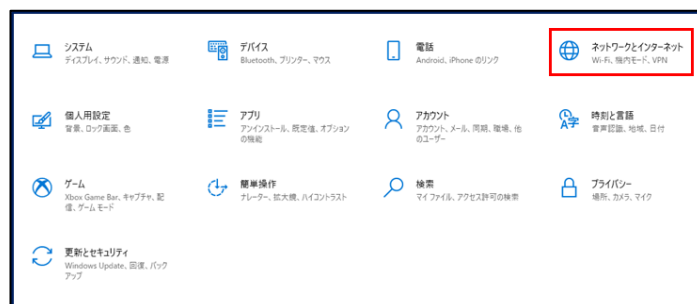 システム
ディスプレイ、サウンド、通知、電源
デバイス
Bluetooth、プリンター、マウス
電話
Android、iPhone のリンク
ネットワークとインターネット
Wi-Fi、機内モード、VPN
個人用設定
背景、ロック画面、色
アプリ
アンインストール、既定値、オプション
の機能
アカウント
アカウント、メール、同期、職場、他
のユーザー
時刻と言語
音声認識、地域、日付
ゲーム
Xbox Game Bar、キャプチャ、配
信、ゲーム モード
簡単操作
ナレーター、拡大鏡、ハイコントラスト
検索
マイ ファイル、アクセス許可の検索
プライバシー
場所、カメラ、マイク
更新とセキュリティ
Windows Update、回復、バック
アップ